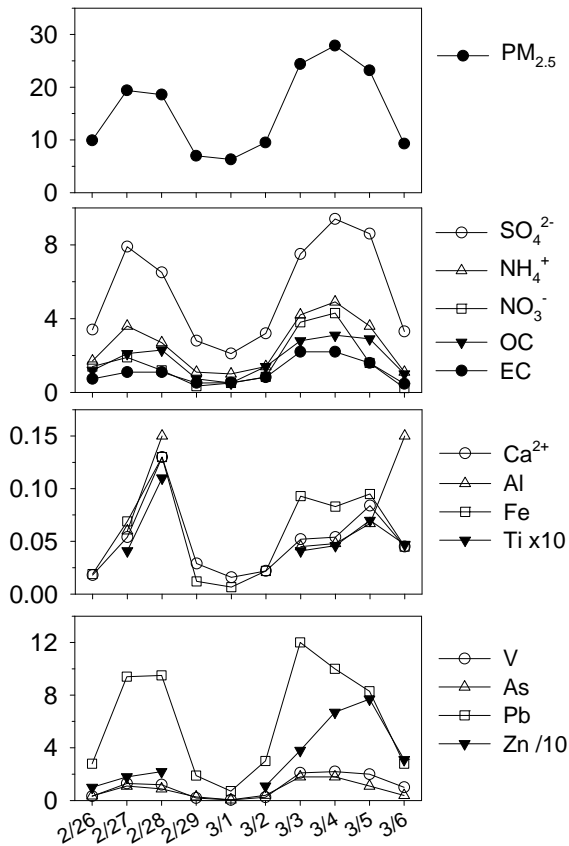 30
20
10
0
PM2.5
8
4
0
SO4 2-
NH4+
NO3-
OC
EC
0.15
0.10
0.05
0.00
Ca2+
Al
Fe
Ti x10
12
8
4
0
V
As
Pb
Zn /10
2/26 2/27 2/28 2/29 3/1 3/2 3/3 3/4 3/5 3/6